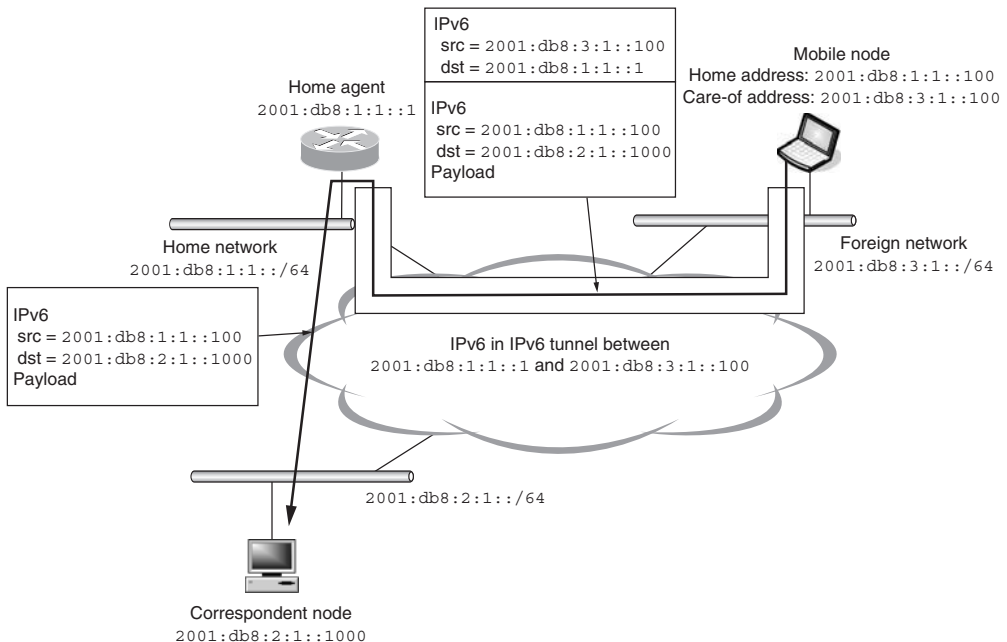 IPv6
src = 2001:db8:3:1::100
dst = 2001:db8:1:1::1
IPv6
src = 2001:db8:1:1::100
dst = 2001:db8:2:1::1000
Payload
Mobile node
Home address: 2001:db8:1:1::100
Care-of address: 2001:db8:3:1::100
Home agent
2001:db8:1:1::1
Home network
2001:db8:1:1::/64
Foreign network
2001:db8:3:1::/64
IPv6
src = 2001:db8:1:1::100
dst = 2001:db8:2:1::1000
Payload
IPv6 in IPv6 tunnel between
2001:db8:1:1::1 and 2001:db8:3:1::100
2001:db8:2:1::/64
Correspondent node
2001:db8:2:1::1000